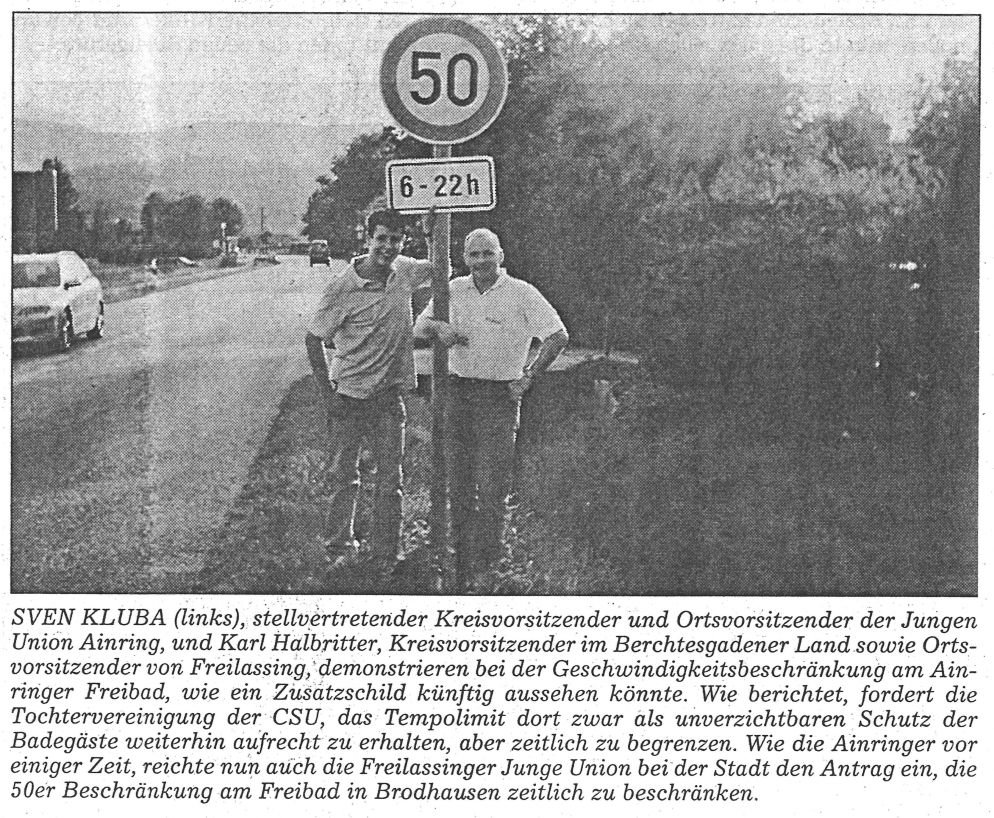 50
6-22h
SVEN KLUBA (links), stellvertretender Kreisvorsitzender und Ortsvorsitzender der Jungen
Union Ainring, und Karl Halbritter, Kreisvorsitzender im Berchtesgadener Land sowie Orts-
vorsitzender von Freilassing, demonstrieren bei der Geschwindigkeitsbeschränkung am Ain-
ringer Freibad, wie ein Zusatzschild künftig aussehen könnte. Wie berichtet, fordert die
Tochtervereinigung der CSU, das Tempolimit dort zwar als unverzichtbaren Schutz der
Badegäste weiterhin aufrecht zu erhalten, aber zeitlich zu begrenzen. Wie die Ainringer vor
einiger Zeit, reichte nun auch die Freilassinger Junge Union bei der Stadt den Antrag ein, die
50er Beschränkung am Freibad in Brodhausen zeitlich zu beschränken.